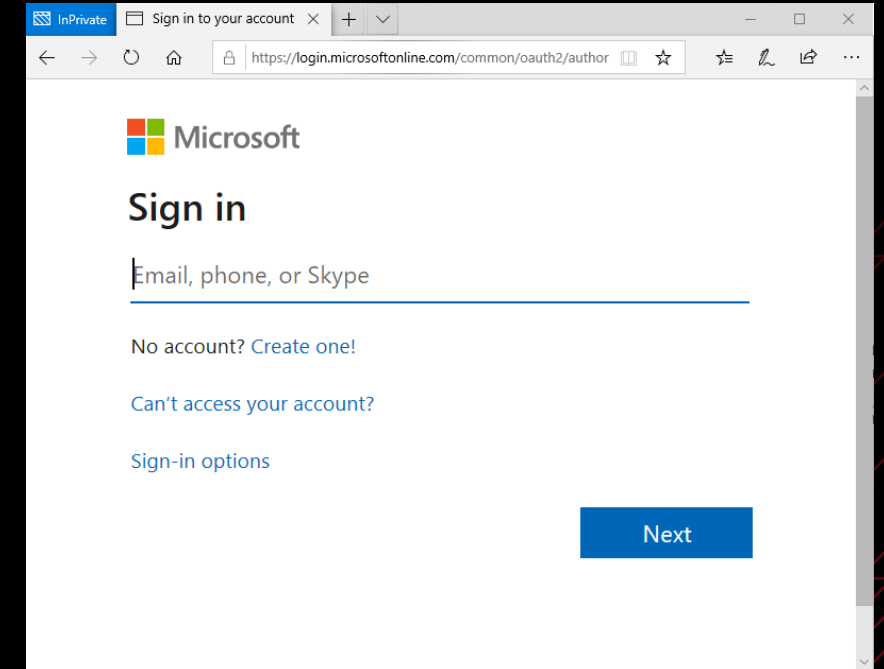 InPrivate
Sign in to your account
https://login.microsoftonline.com/common/oauth2/author
Microsoft
Sign in
Email, phone, or Skype
No account? Create one!
Can't access your account?
Sign-in options
Next